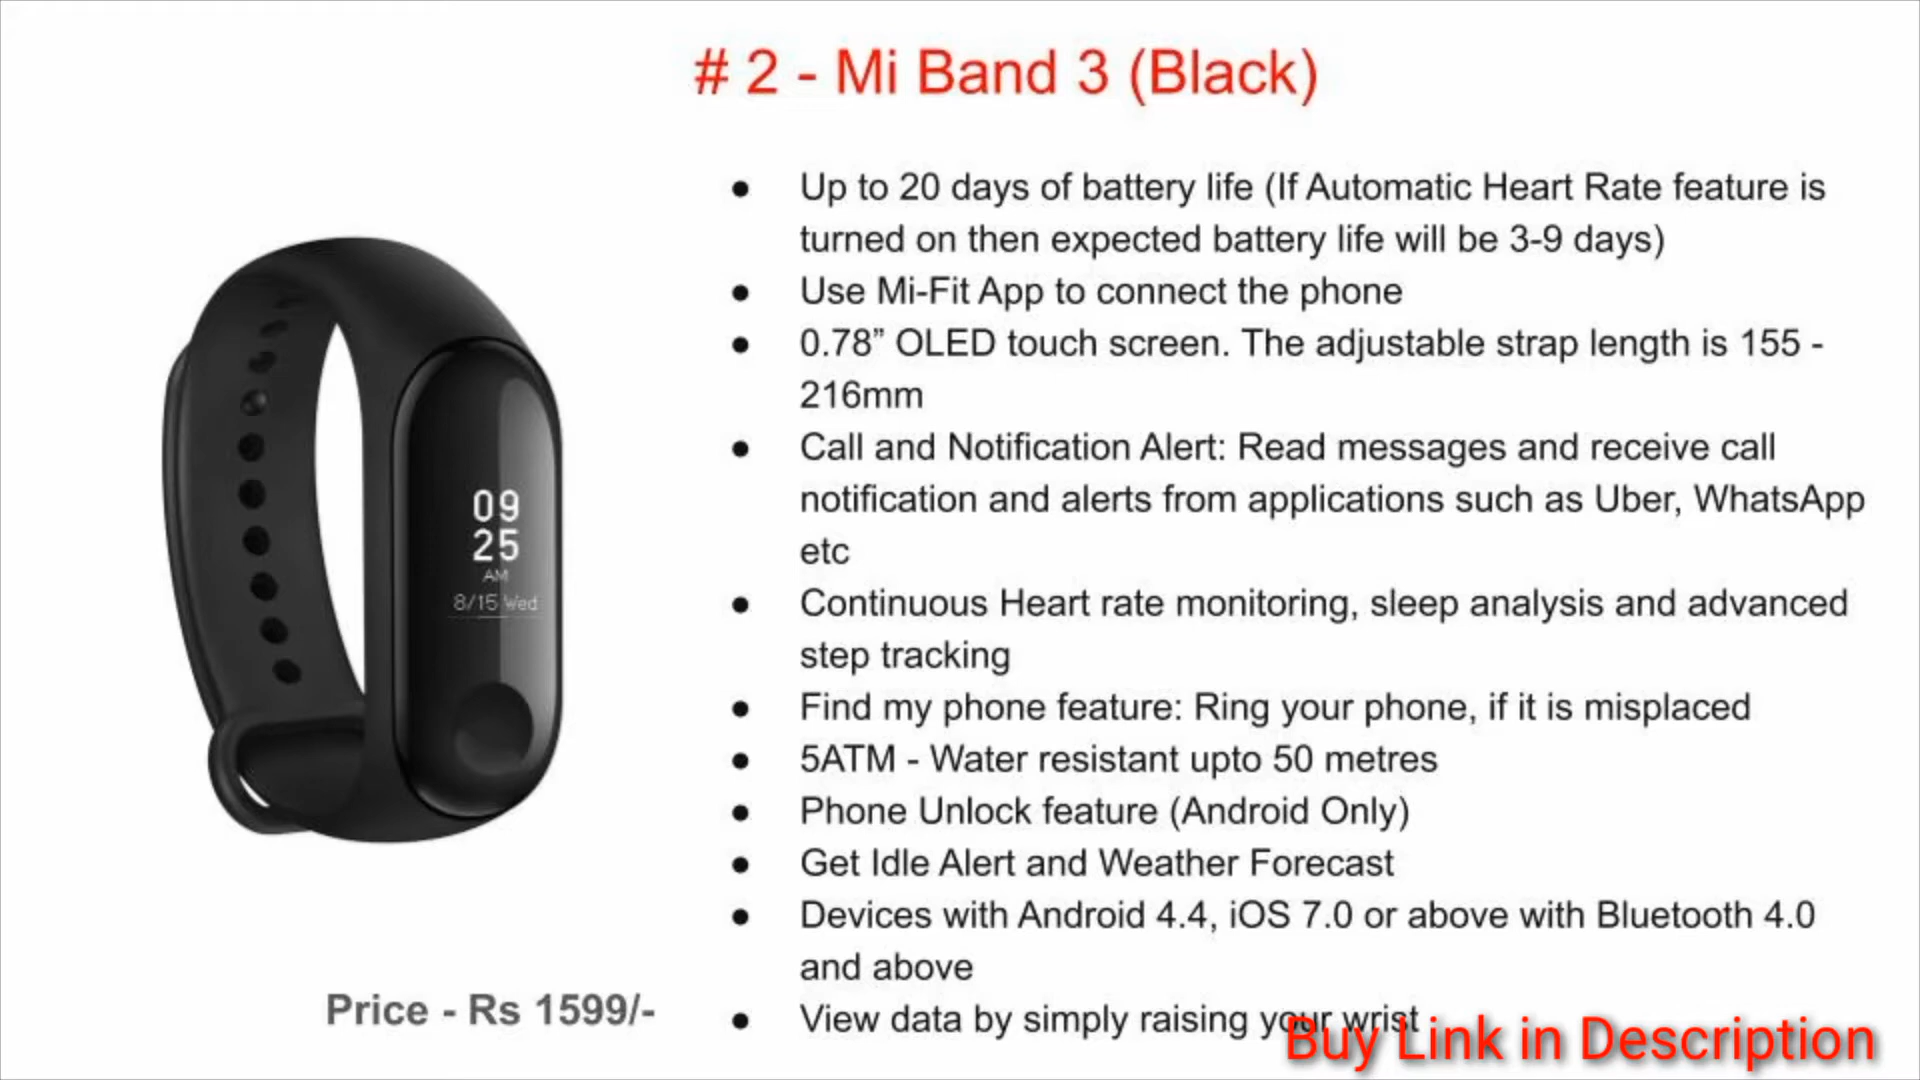 # 2 - Mi Band 3 (Black)
● Up to 20 days of battery life (If Automatic Heart Rate feature is
turned on then expected battery life will be 3-9 days)
● Use Mi-Fit App to connect the phone
● 0.78” OLED touch screen. The adjustable strap length is 155 -
216mm
● Call and Notification Alert: Read messages and receive call
notification and alerts from applications such as Uber, WhatsApp
etc
● Continuous Heart rate monitoring, sleep analysis and advanced
step tracking
● Find my phone feature: Ring your phone, if it is misplaced
● 5ATM - Water resistant upto 50 metres
● Phone Unlock feature (Android Only)
● Get Idle Alert and Weather Forecast
● Devices with Android 4.4, iOS 7.0 or above with Bluetooth 4.0
and above
● View data by simply raising your wrist
09
25
AM
8/15 Wed
Price - Rs 1599/-
Buy Link in Description